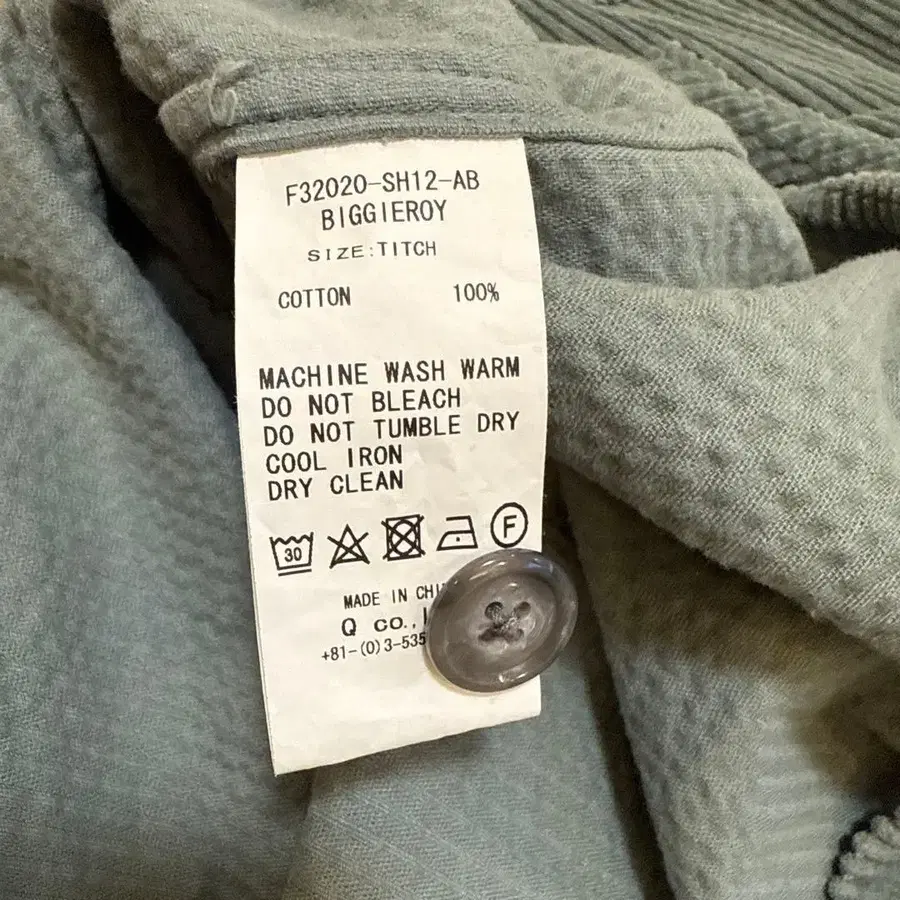 F32020-SH12-AB
BIGGIEROY
SIZE:TITCH
COTTON 100%
MACHINE WASH WARM
DO NOT BLEACH
DO NOT TUMBLE DRY
COOL IRON
DRY CLEAN
30 F
MADE IN
Q CO.,
+81-(0)3-535